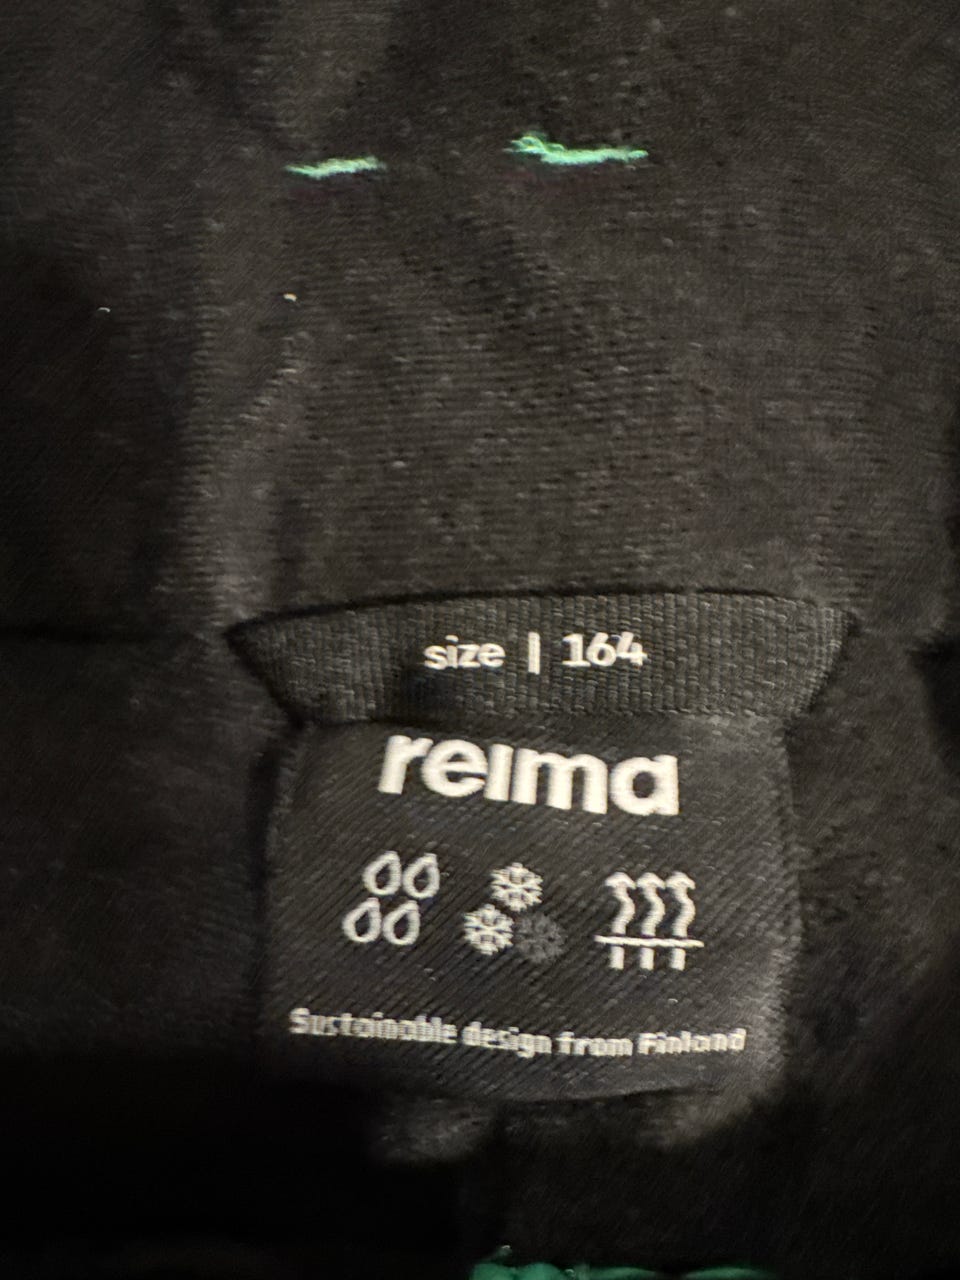 size | 164
reima
Sustainable design from Finland